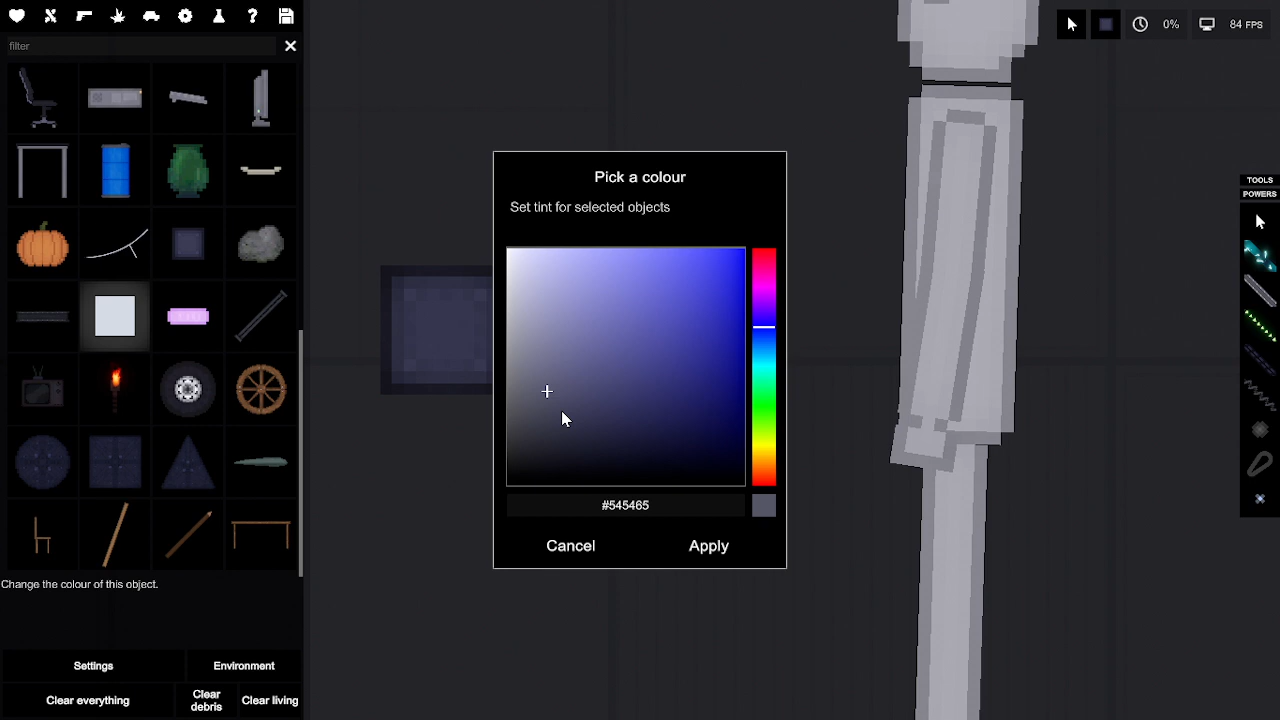 filter
0%
84 FPS
Pick a colour
Set tint for selected objects
TOOLS
POWERS
#545465
Cancel
Apply
Change the colour of this object.
Settings
Environment
Clear everything
Clear debris
Clear living